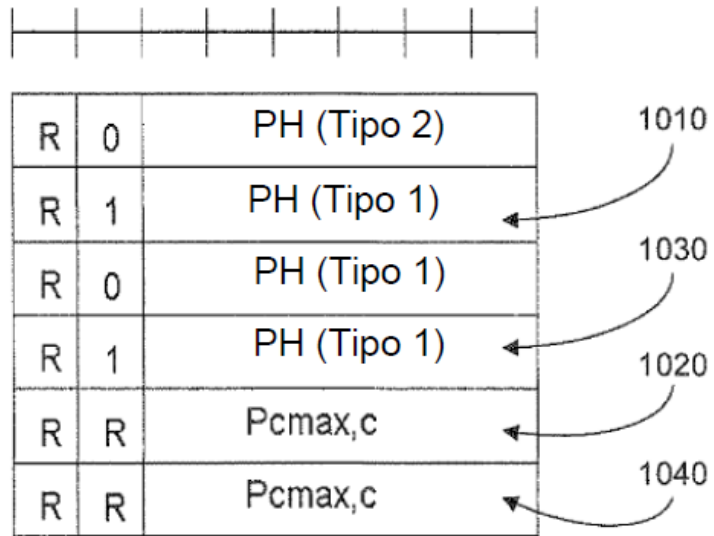 R 0 PH (Tipo 2) 1010
R 1 PH (Tipo 1)
R 0 PH (Tipo 1) 1030
R 1 PH (Tipo 1)
R R Pcmax,c 1020
R R Pcmax,c 1040